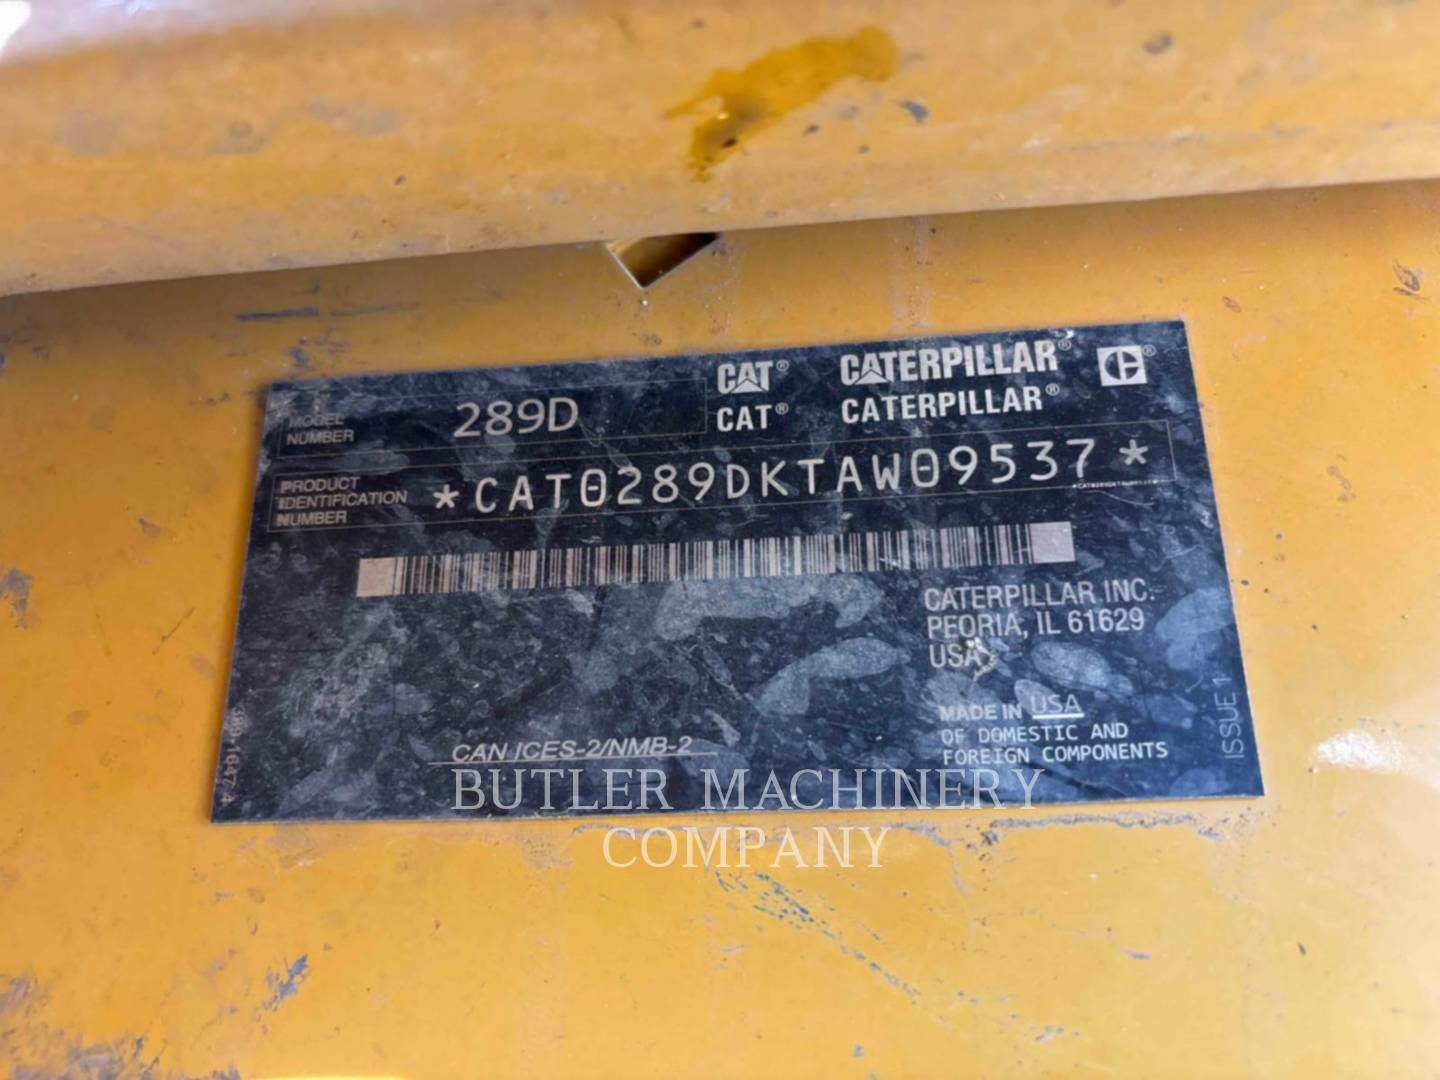 MODEL NUMBER 289D
CAT® CATERPILLAR®
CAT® CATERPILLAR®
PRODUCT IDENTIFICATION NUMBER
*CAT0289DKTAW09537*
CATERPILLAR INC.
PEORIA, IL 61629
USA
MADE IN USA
OF DOMESTIC AND
FOREIGN COMPONENTS
ISSUE 1
CAN ICES-2/NMB-2
BUTLER MACHINERY
COMPANY